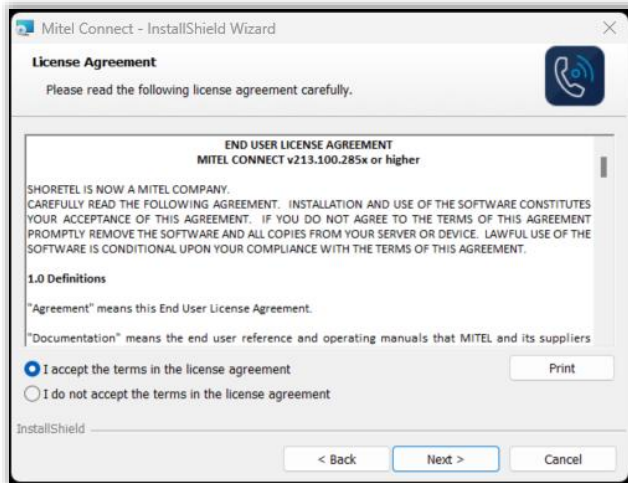 Mitel Connect - InstallShield Wizard
License Agreement
Please read the following license agreement carefully.
END USER LICENSE AGREEMENT
MITEL CONNECT v213.100.285x or higher
SHORETEL IS NOW A MITEL COMPANY.
CAREFULLY READ THE FOLLOWING AGREEMENT. INSTALLATION AND USE OF THE SOFTWARE CONSTITUTES
YOUR ACCEPTANCE OF THIS AGREEMENT. IF YOU DO NOT AGREE TO THE TERMS OF THIS AGREEMENT
PROMPTLY REMOVE THE SOFTWARE AND ALL COPIES FROM YOUR SERVER OR DEVICE. LAWFUL USE OF THE
SOFTWARE IS CONDITIONAL UPON YOUR COMPLIANCE WITH THE TERMS OF THIS AGREEMENT.
1.0 Definitions
"Agreement" means this End User License Agreement.
"Documentation" means the end user reference and operating manuals that MITEL and its suppliers
I accept the terms in the license agreement
Print
I do not accept the terms in the license agreement
InstallShield
< Back
Next >
Cancel